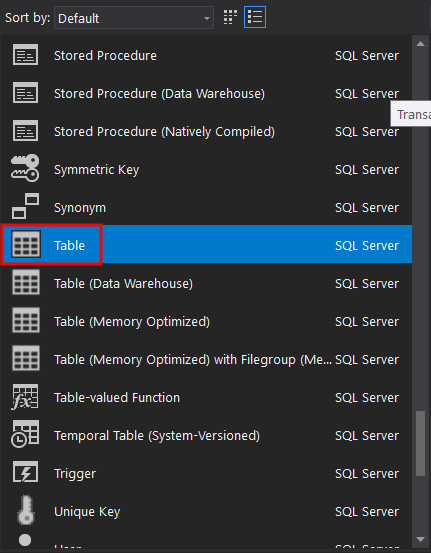 Sort by: Default
Stored Procedure SQL Server
Stored Procedure (Data Warehouse) SQL Server
Transa
Stored Procedure (Natively Compiled) SQL Server
Symmetric Key SQL Server
Synonym SQL Server
Table SQL Server
Table (Data Warehouse) SQL Server
Table (Memory Optimized) SQL Server
Table (Memory Optimized) with Filegroup (Me... SQL Server
Table-valued Function SQL Server
Temporal Table (System-Versioned) SQL Server
Trigger SQL Server
Unique Key SQL Server